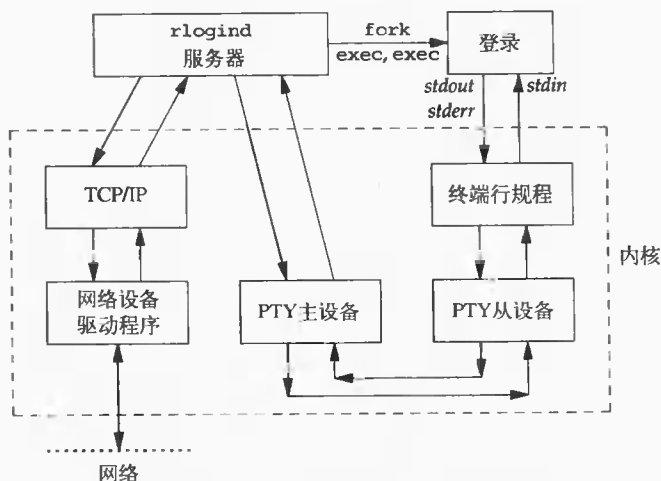 rlogind
服务器
fork
exec, exec
登录
stdout
stderr
stdin
TCP/IP
终端行规程
内核
网络设备
驱动程序
PTY主设备
PTY从设备
网络